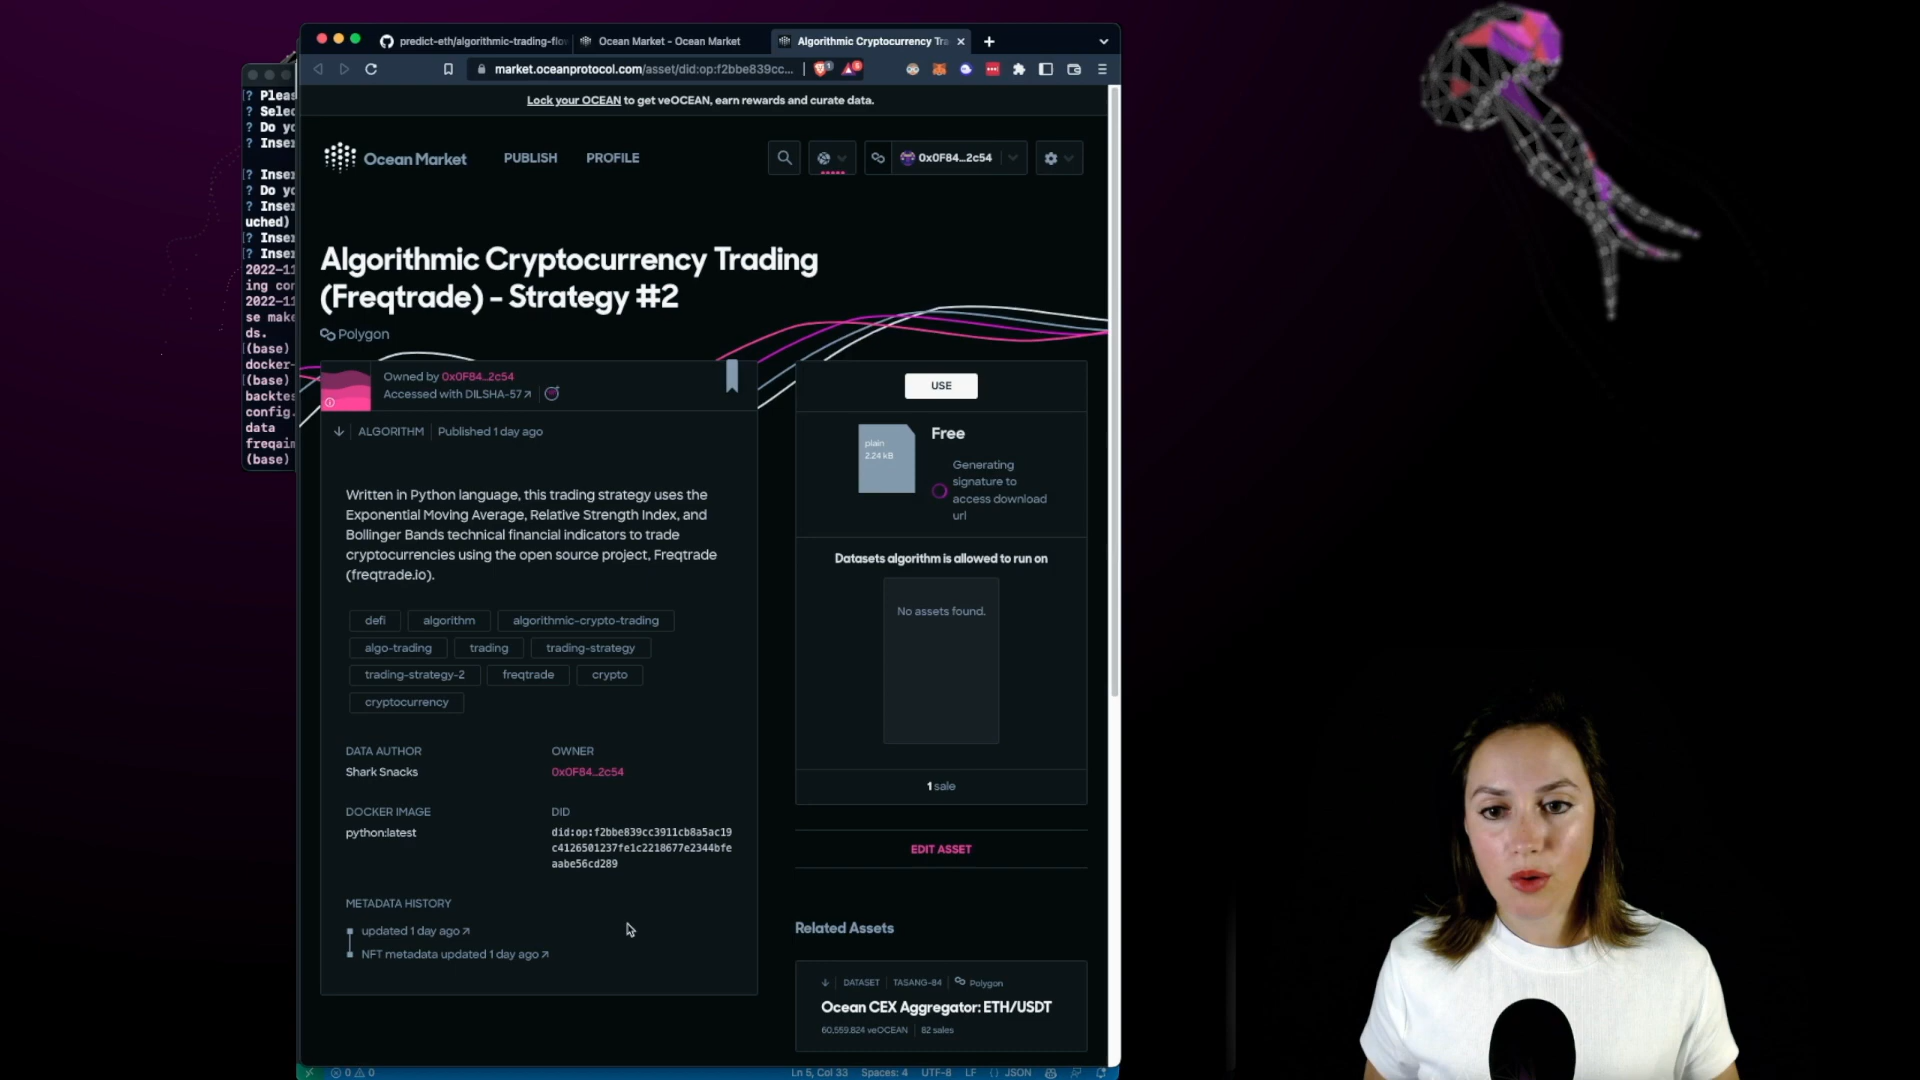 predict-eth/algorithmic-trading-flo
Ocean Market - Ocean Market
Algorithmic Cryptocurrency Tra
market.oceanprotocol.com/asset/did:op:f2bbe839cc...
Lock your OCEAN to get veOCEAN, earn rewards and curate data.
Ocean Market
PUBLISH
PROFILE
0x0F84...2c54
Algorithmic Cryptocurrency Trading
(Freqtrade) - Strategy #2
Polygon
Owned by 0x0F84...2c54
Accessed with DILSHA-57
ALGORITHM
Published 1 day ago
Written in Python language, this trading strategy uses the
Exponential Moving Average, Relative Strength Index, and
Bollinger Bands technical financial indicators to trade
cryptocurrencies using the open source project, Freqtrade
(freqtrade.io).
defi
algorithm
algorithmic-crypto-trading
algo-trading
trading
trading-strategy
trading-strategy-2
freqtrade
crypto
cryptocurrency
DATA AUTHOR
Shark Snacks
OWNER
0x0F84...2c54
DOCKER IMAGE
python:latest
DID
did:op:f2bbe839cc3911cb8a5ac19
c4126501237fe1c2218677e2344bfe
aabe56cd289
METADATA HISTORY
updated 1 day ago
NFT metadata updated 1 day ago
USE
plain
2.24 kB
Free
Generating
signature to
access download
url
Datasets algorithm is allowed to run on
No assets found.
1 sale
EDIT ASSET
Related Assets
DATASET
TASANG-84
Polygon
Ocean CEX Aggregator: ETH/USDT
60,559.824 veOCEAN
82 sales
? Pleas
? Selec
? Do yo
? Inser
? Inser
? Do yo
? Inser
uched)
? Inser
? Inser
2022-11
ing con
2022-11
se make
ds.
(base)
docker-
(base)
backtes
config.
data
freqaim
(base)
0 0
Ln 5, Col 33
Spaces: 4
UTF-8
LF
{} JSON